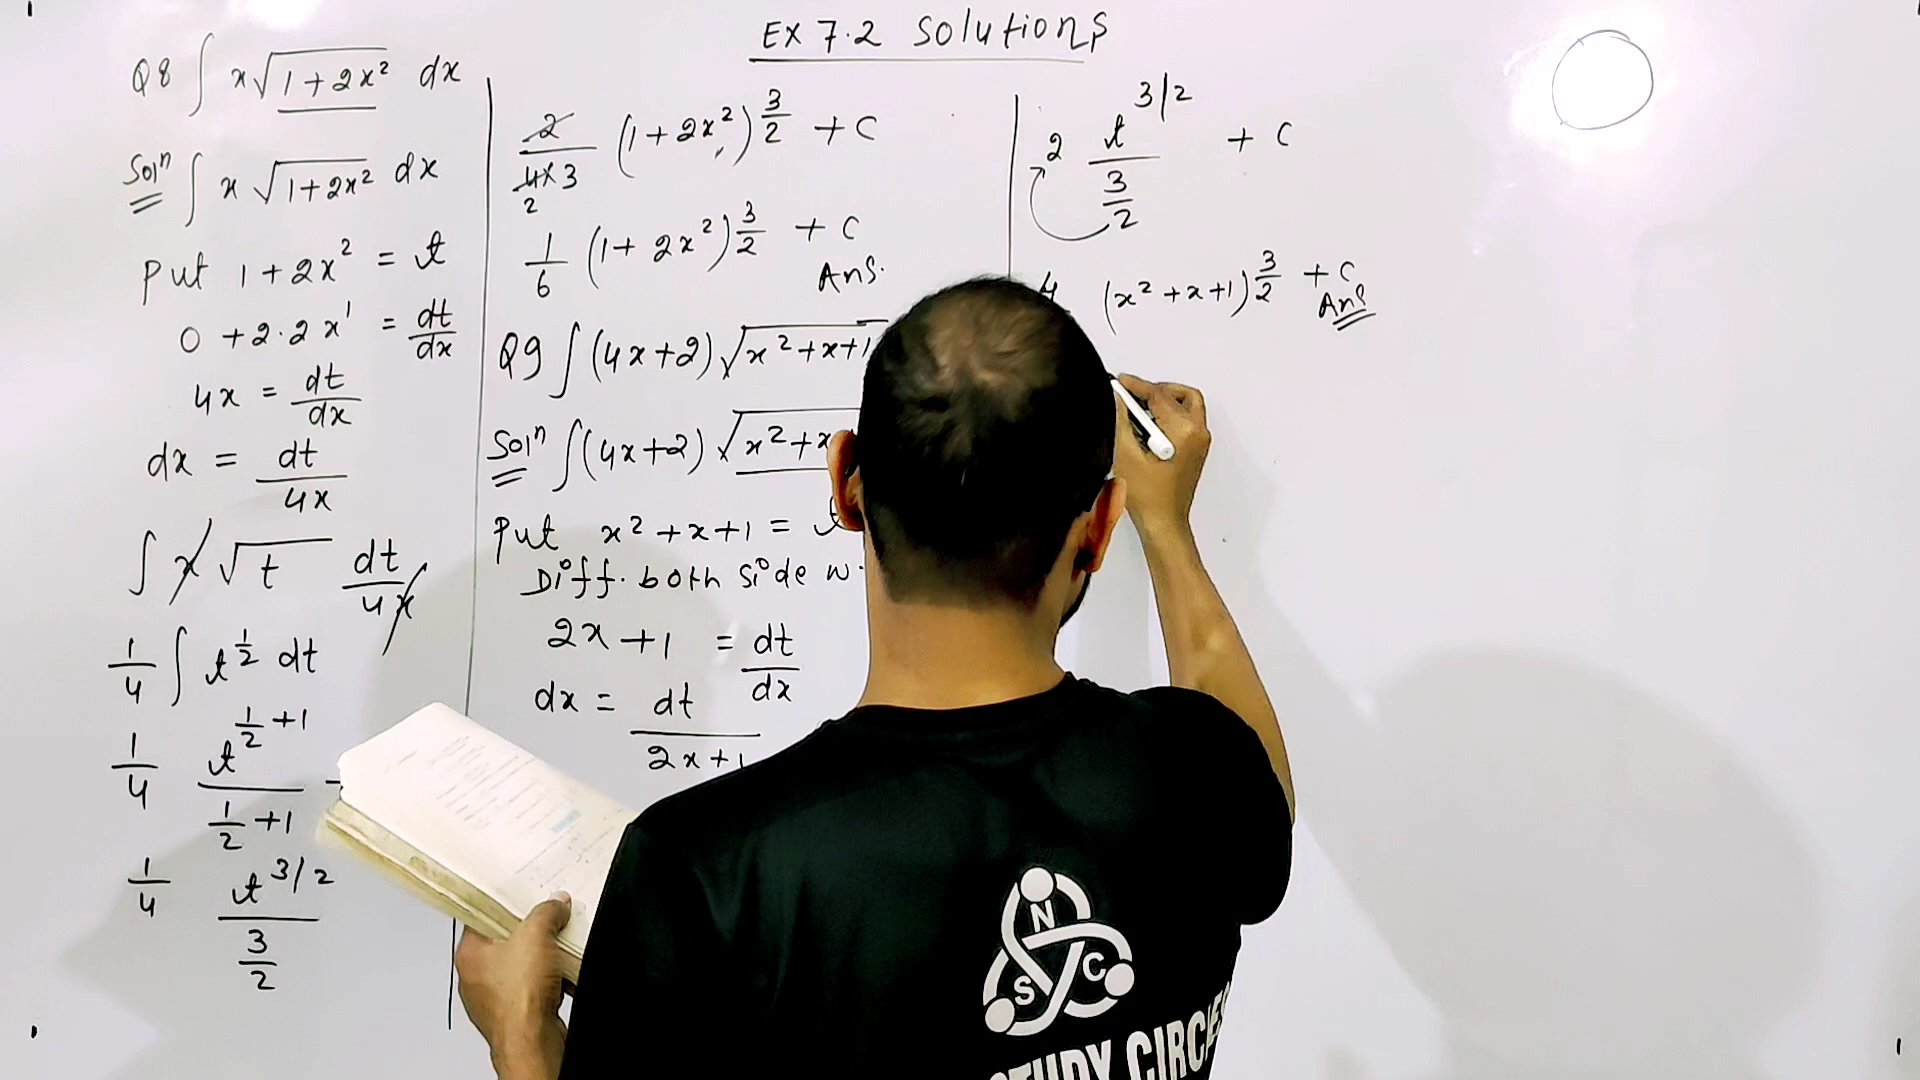 Ex 7.2 Solutions
Q8 ∫ x√(1+2x²) dx
Solⁿ ∫ x √(1+2x²) dx
Put 1+2x² = t
0 + 2·2x¹ = dt/dx
4x = dt/dx
dx = dt/4x
∫ x √t dt/4x
1/4 ∫ t^(1/2) dt
1/4 t^(1/2 +1) / (1/2 +1)
1/4 t^(3/2) / (3/2)
2/(4×3) (1+2x²)^(3/2) + C
2
1/6 (1+2x²)^(3/2) + C
Ans.
Q9 ∫(4x+2)√(x²+x+1
Solⁿ ∫(4x+2) √(x²+x
Put x²+x+1 = t
Diff. both side w.
2x+1 = dt/dx
dx = dt/(2x+1
2 t^(3/2) / (3/2) + C
4 (x²+x+1)^(3/2) + C
Ans
N
S C
STUDY CIRCLE